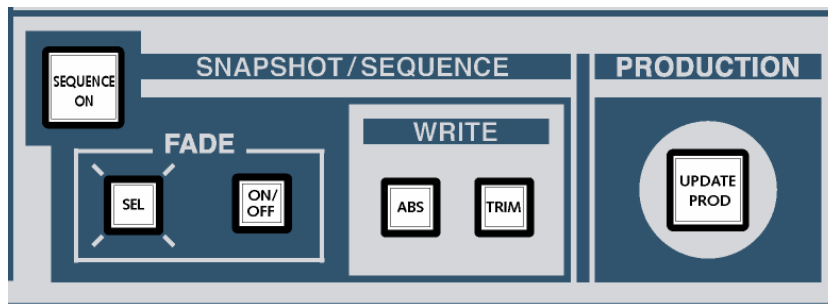 SNAPSHOT/SEQUENCE
PRODUCTION
SEQUENCE
ON
FADE
SEL
ON/
OFF
WRITE
ABS
TRIM
UPDATE
PROD